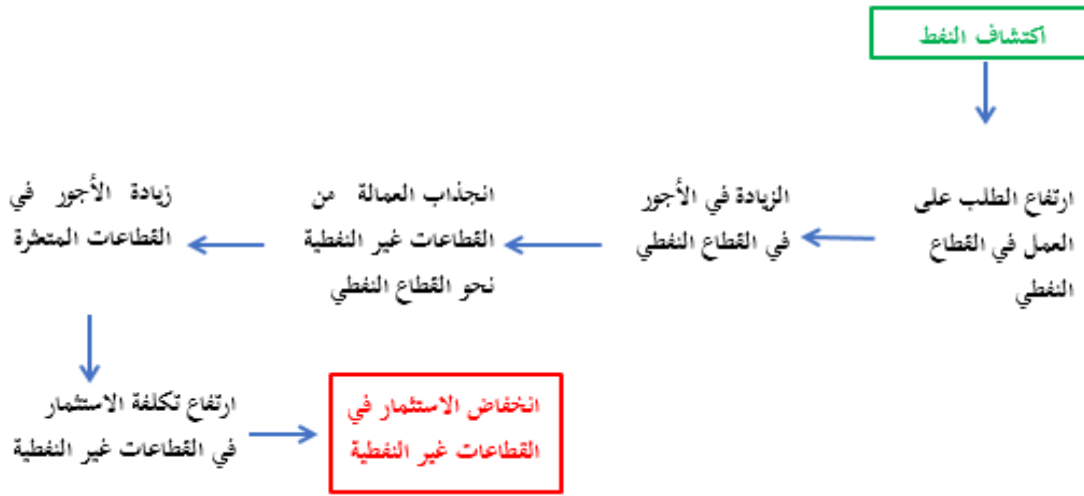 اكتشاف النفط
ارتفاع الطلب على
العمل في القطاع
النفطي
الزيادة في الأجور
في القطاع النفطي
انجذاب العمالة من
القطاعات غير النفطية
نحو القطاع النفطي
زيادة الأجور في
القطاعات المتعثرة
ارتفاع تكلفة الاستثمار
في القطاعات غير النفطية
انخفاض الاستثمار في
القطاعات غير النفطية